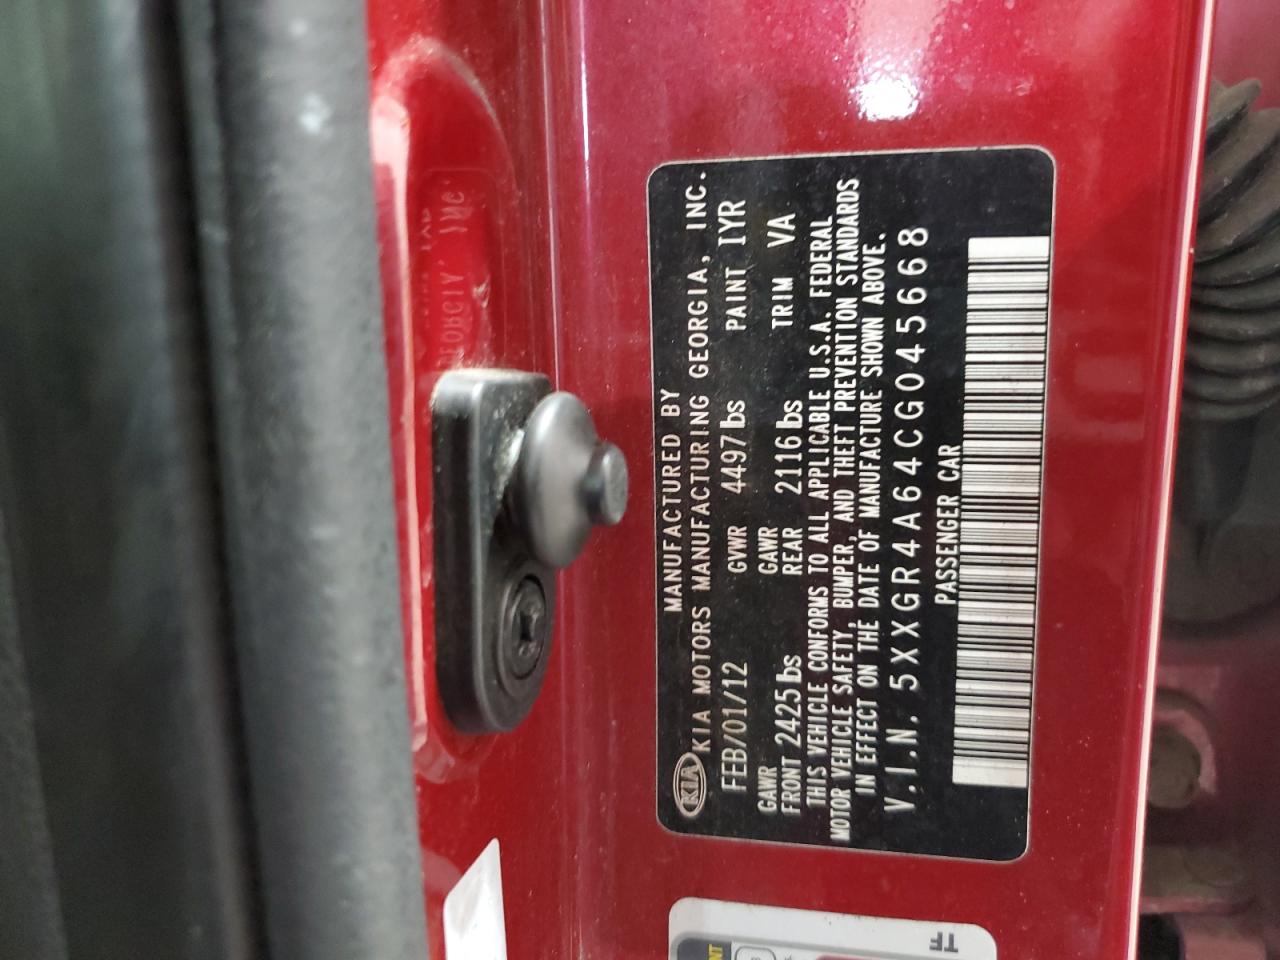 MANUFACTURED BY
KIA KIA MOTORS MANUFACTURING GEORGIA, INC.
FEB/01/12 GVWR 4497 lbs PAINT IYR
GAWR FRONT 2425 lbs GAWR REAR 2116 lbs TRIM VA
THIS VEHICLE CONFORMS TO ALL APPLICABLE U.S.A. FEDERAL
MOTOR VEHICLE SAFETY, BUMPER, AND THEFT PREVENTION STANDARDS
IN EFFECT ON THE DATE OF MANUFACTURE SHOWN ABOVE.
V.I.N. 5XXGR4A64CG045668
PASSENGER CAR